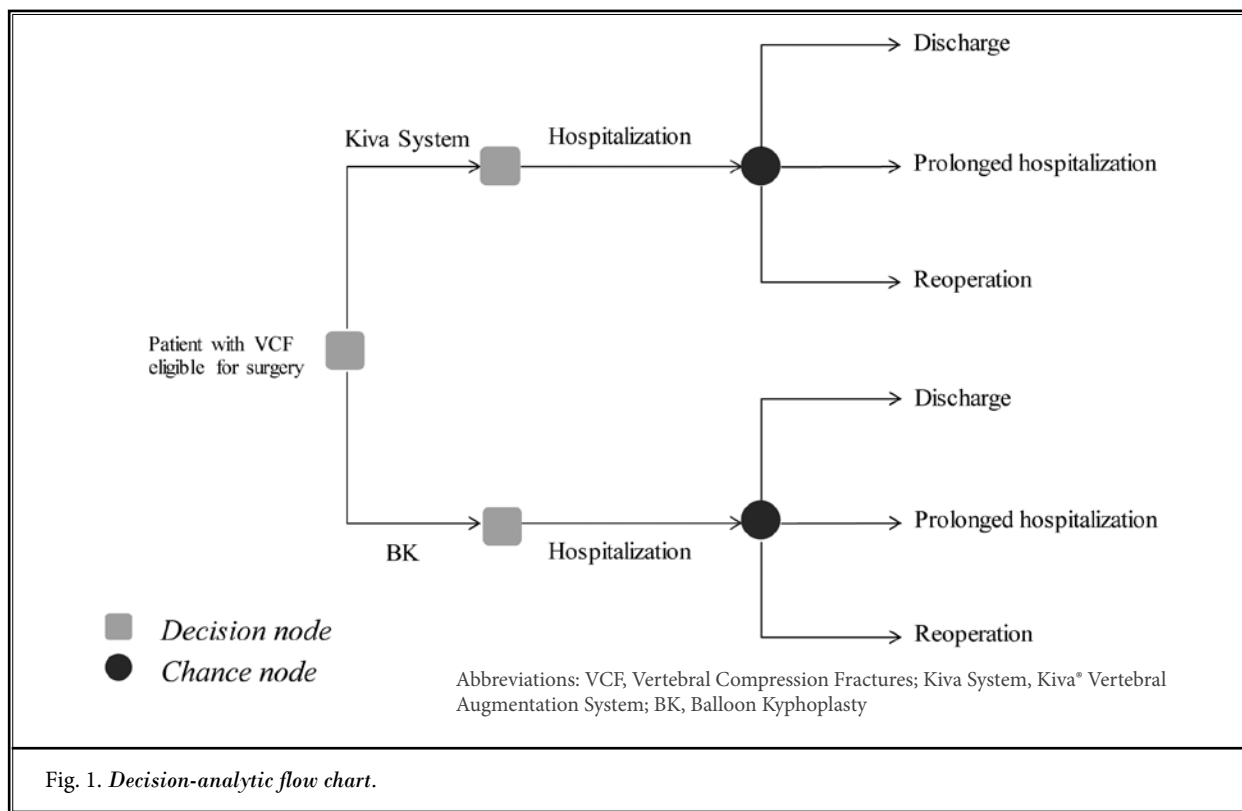 Discharge
Kiva System
Hospitalization
Prolonged hospitalization
Reoperation
Patient with VCF
eligible for surgery
Discharge
BK
Hospitalization
Prolonged hospitalization
Reoperation
Decision node
Chance node
Abbreviations: VCF, Vertebral Compression Fractures; Kiva System, Kiva® Vertebral
Augmentation System; BK, Balloon Kyphoplasty
Fig. 1. Decision-analytic flow chart.